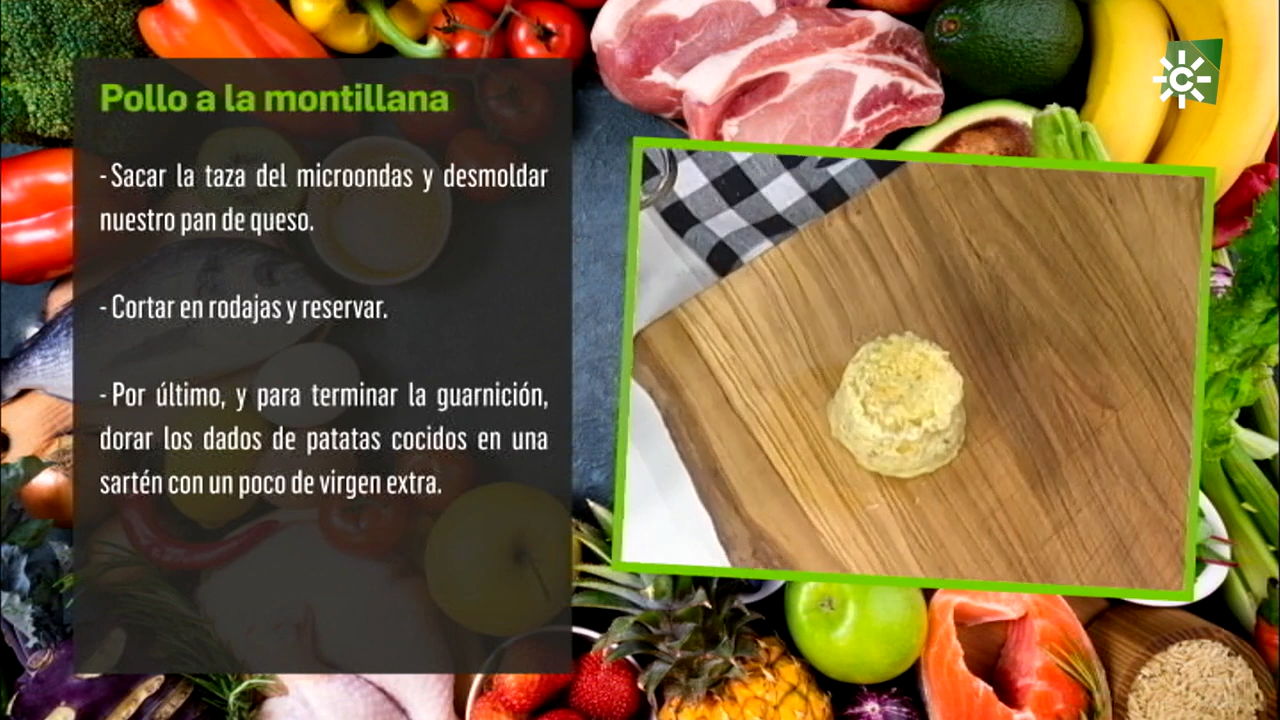 Pollo a la montillana
- Sacar la taza del microondas y desmoldar
nuestro pan de queso.
- Cortar en rodajas y reservar.
- Por último, y para terminar la guarnición,
dorar los dados de patatas cocidos en una
sartén con un poco de virgen extra.